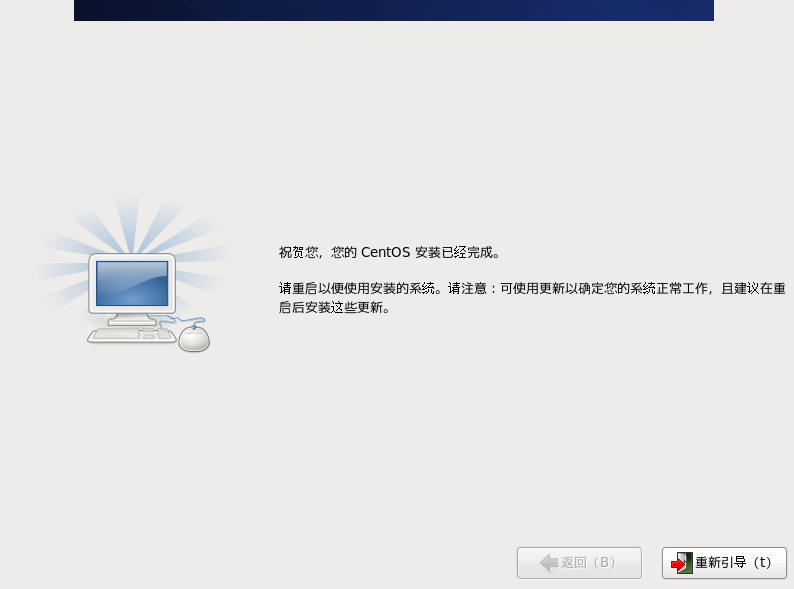 祝贺您，您的 CentOS 安装已经完成。
请重启以便使用安装的系统。请注意：可使用更新以确定您的系统正常工作，且建议在重
启后安装这些更新。
返回（B）
重新引导（t）